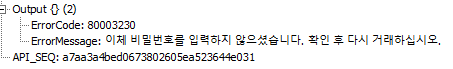 Output {} (2)
ErrorCode: 80003230
ErrorMessage: 이체 비밀번호를 입력하지 않으셨습니다. 확인 후 다시 거래하십시오.
API_SEQ: a7aa3a4bed0673802605ea523644e031